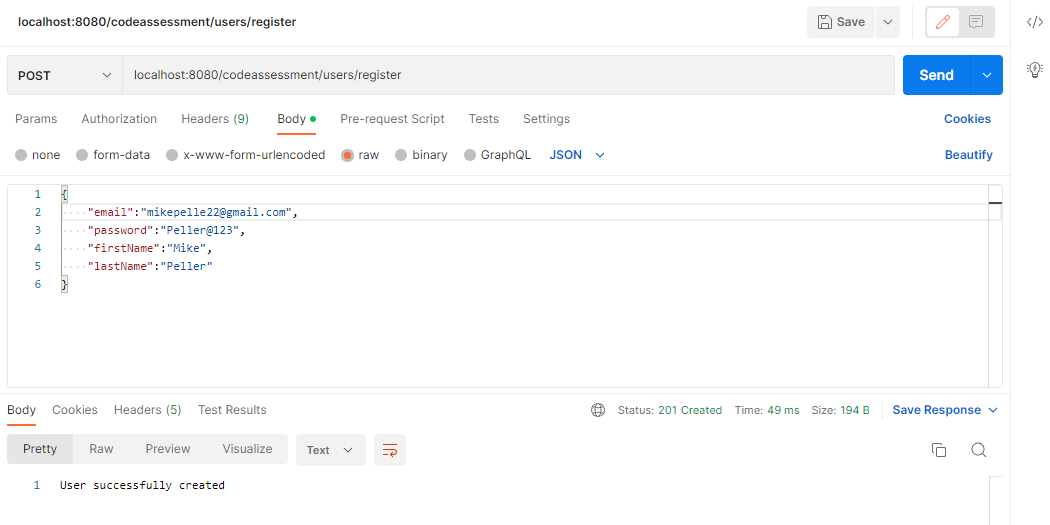 localhost:8080/codeassessment/users/register
Save
POST
localhost:8080/codeassessment/users/register
Send
Params Authorization Headers (9) Body Pre-request Script Tests Settings Cookies
none form-data x-www-form-urlencoded raw binary GraphQL JSON Beautify
1 {
2 "email":"mikepelle22@gmail.com",
3 "password":"Peller@123",
4 "firstName":"Mike",
5 "lastName":"Peller"
6 }
Body Cookies Headers (5) Test Results Status: 201 Created Time: 49 ms Size: 194 B Save Response
Pretty Raw Preview Visualize Text
1 User successfully created